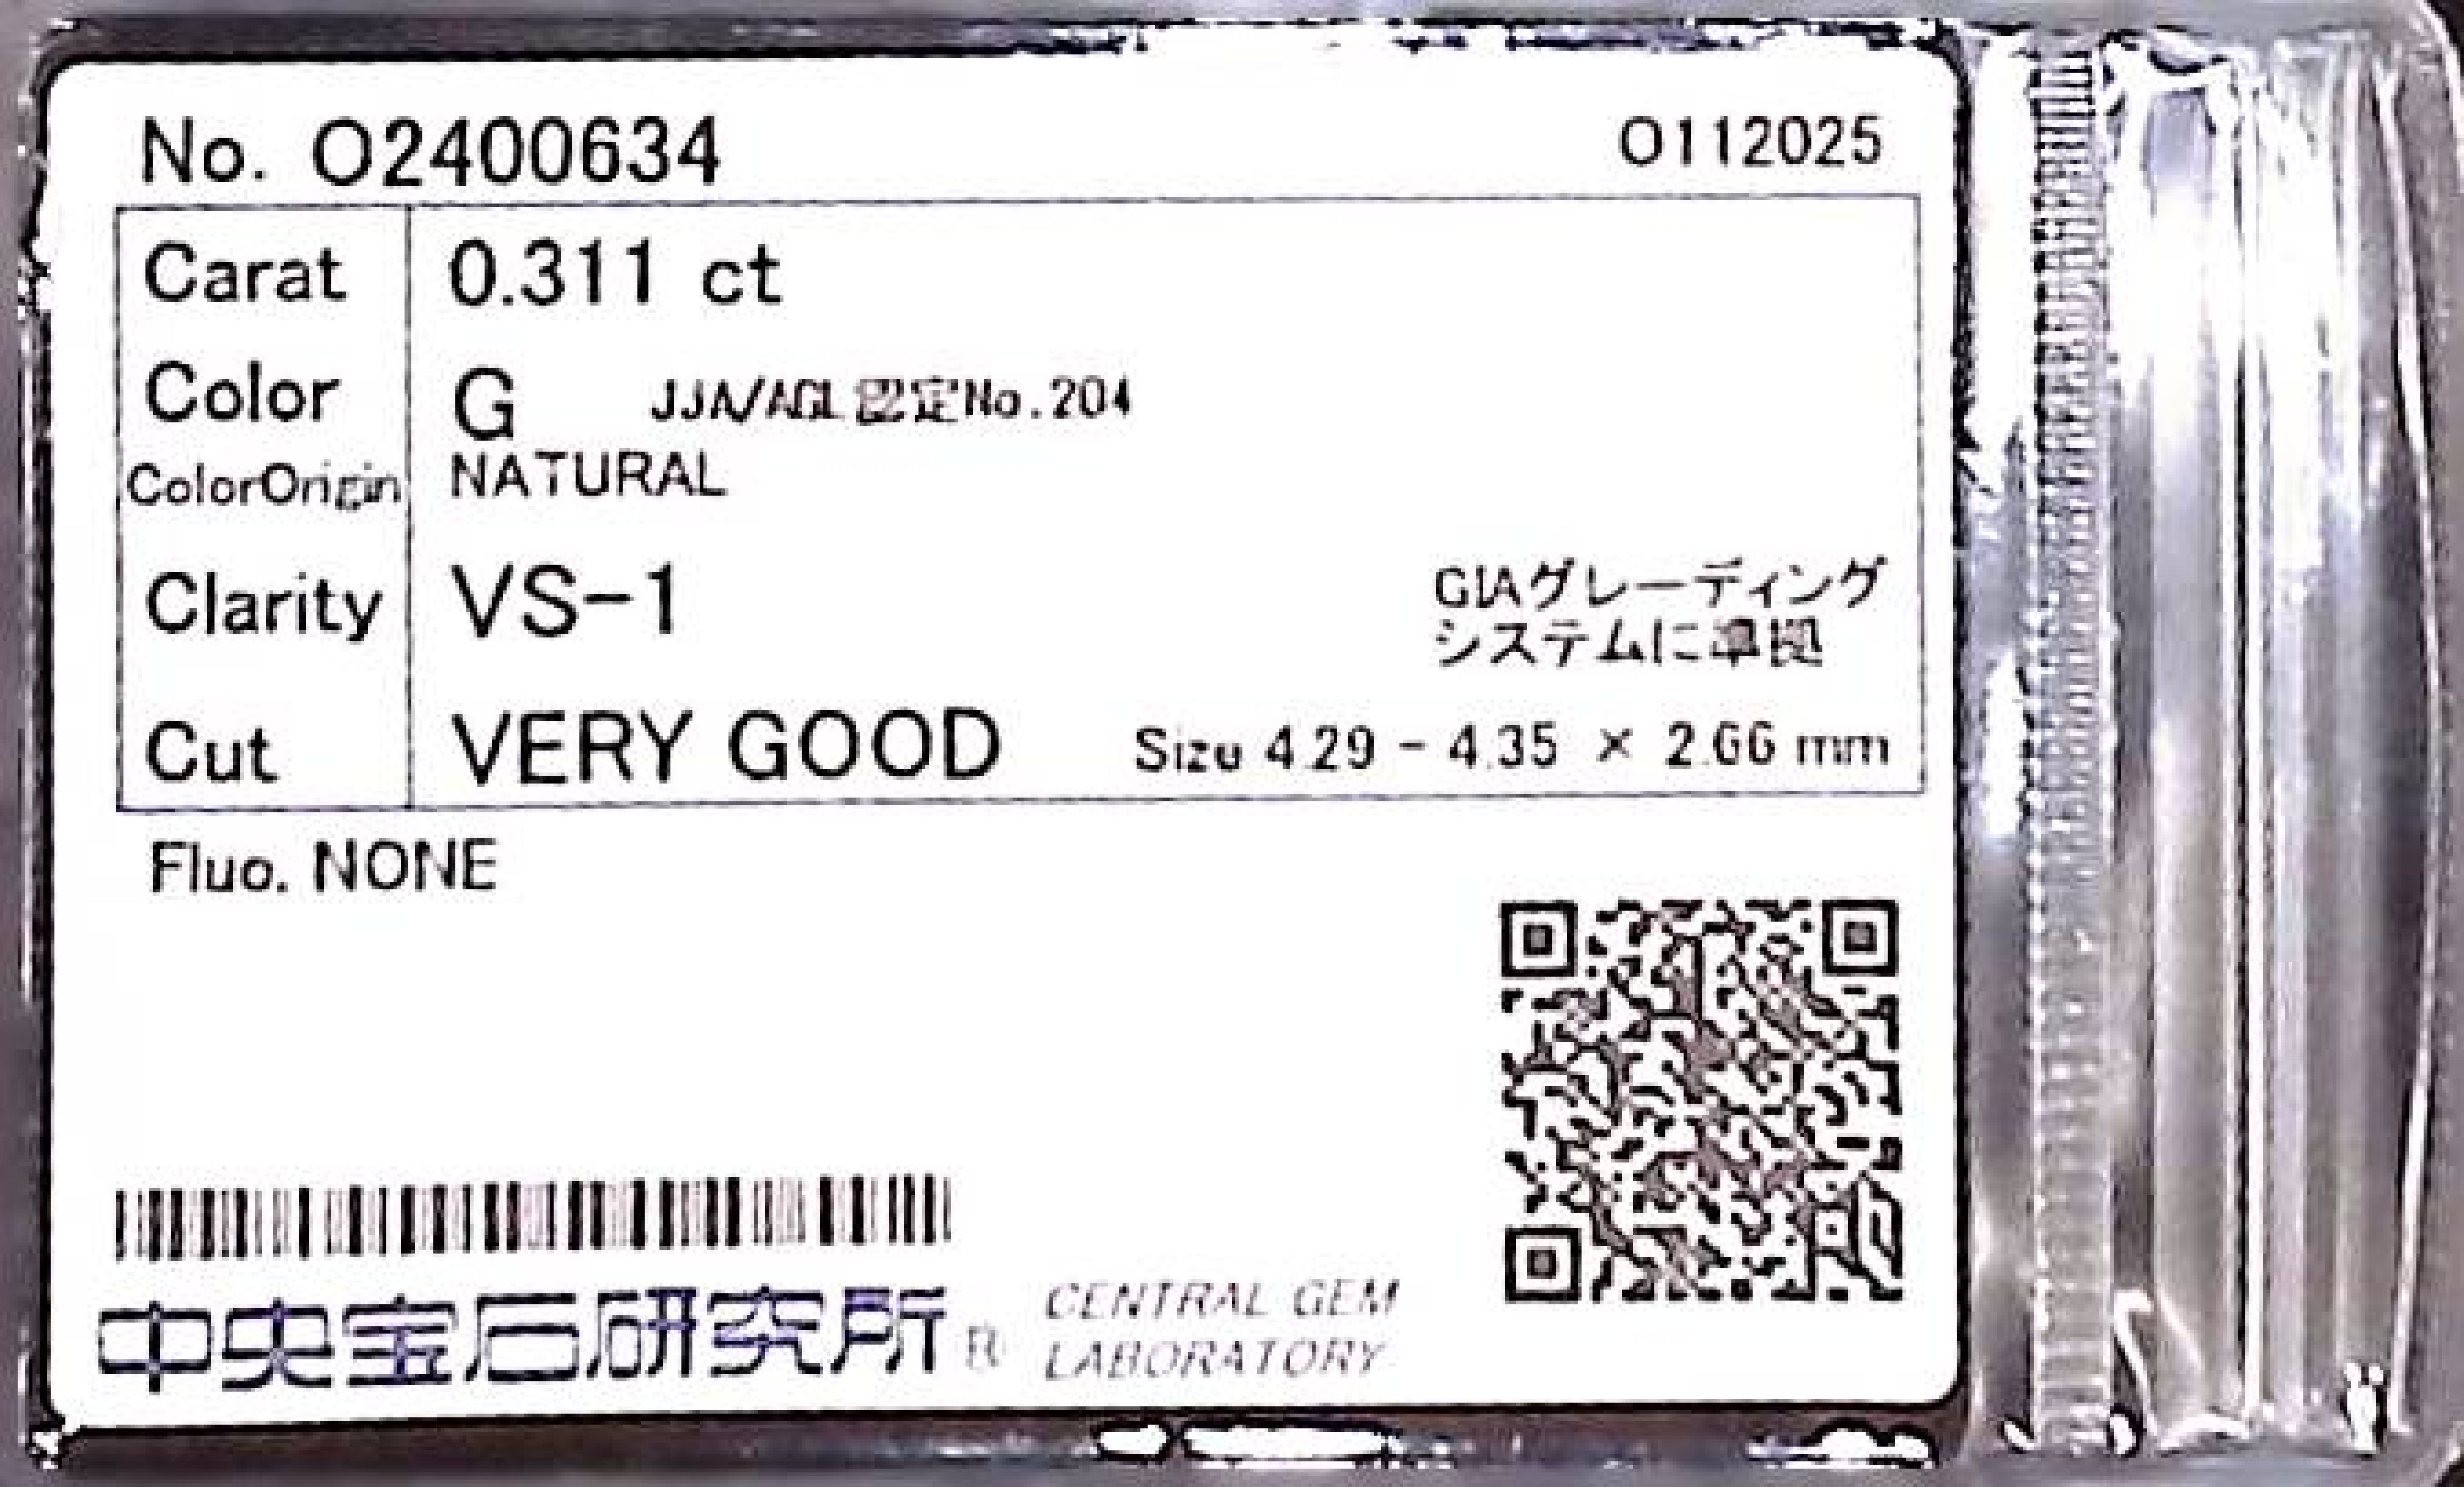 No. O2400634
O112025
Carat 0.311 ct
Color G JJA/AGL認定No.204
ColorOrigin NATURAL
Clarity VS-1
GIAグレーディング
システムに準拠
Cut VERY GOOD Size 4.29 - 4.35 × 2.66 mm
Fluo. NONE
中央宝石研究所® CENTRAL GEM
LABORATORY